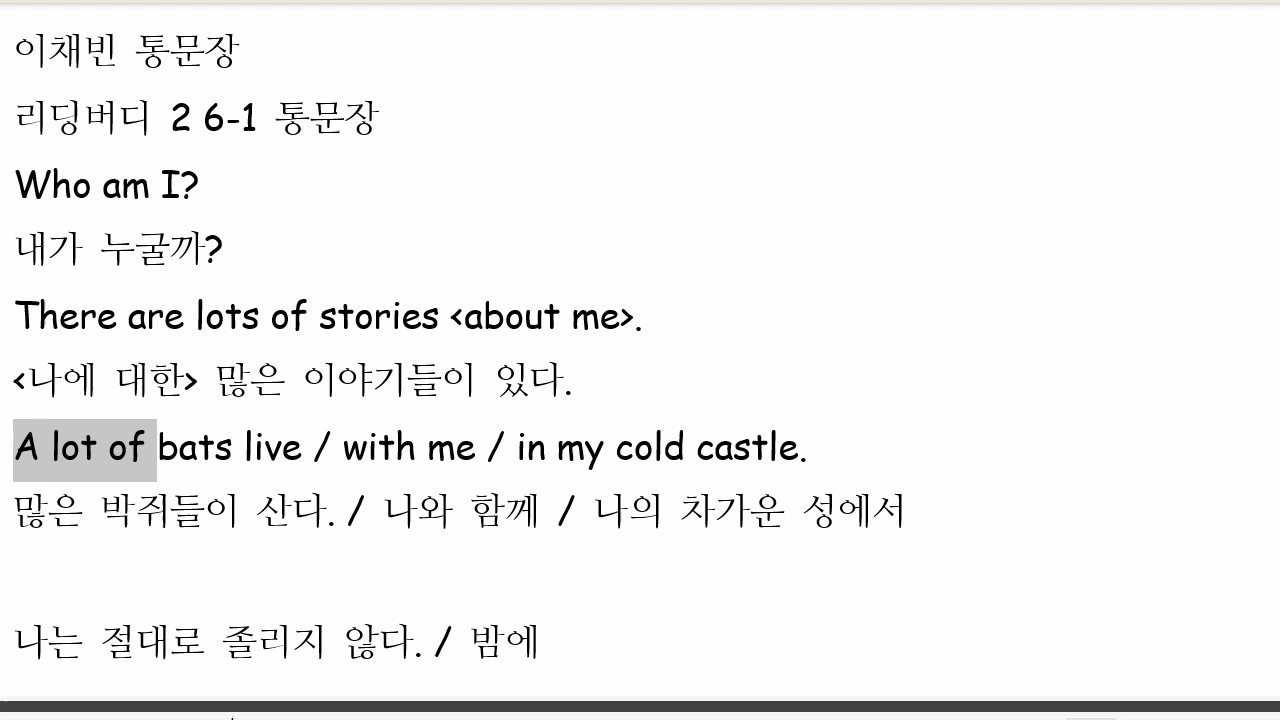 이채빈 통문장
리딩버디 2 6-1 통문장
Who am I?
내가 누굴까?
There are lots of stories <about me>.
<나에 대한> 많은 이야기들이 있다.
A lot of bats live / with me / in my cold castle.
많은 박쥐들이 산다. / 나와 함께 / 나의 차가운 성에서
나는 절대로 졸리지 않다. / 밤에